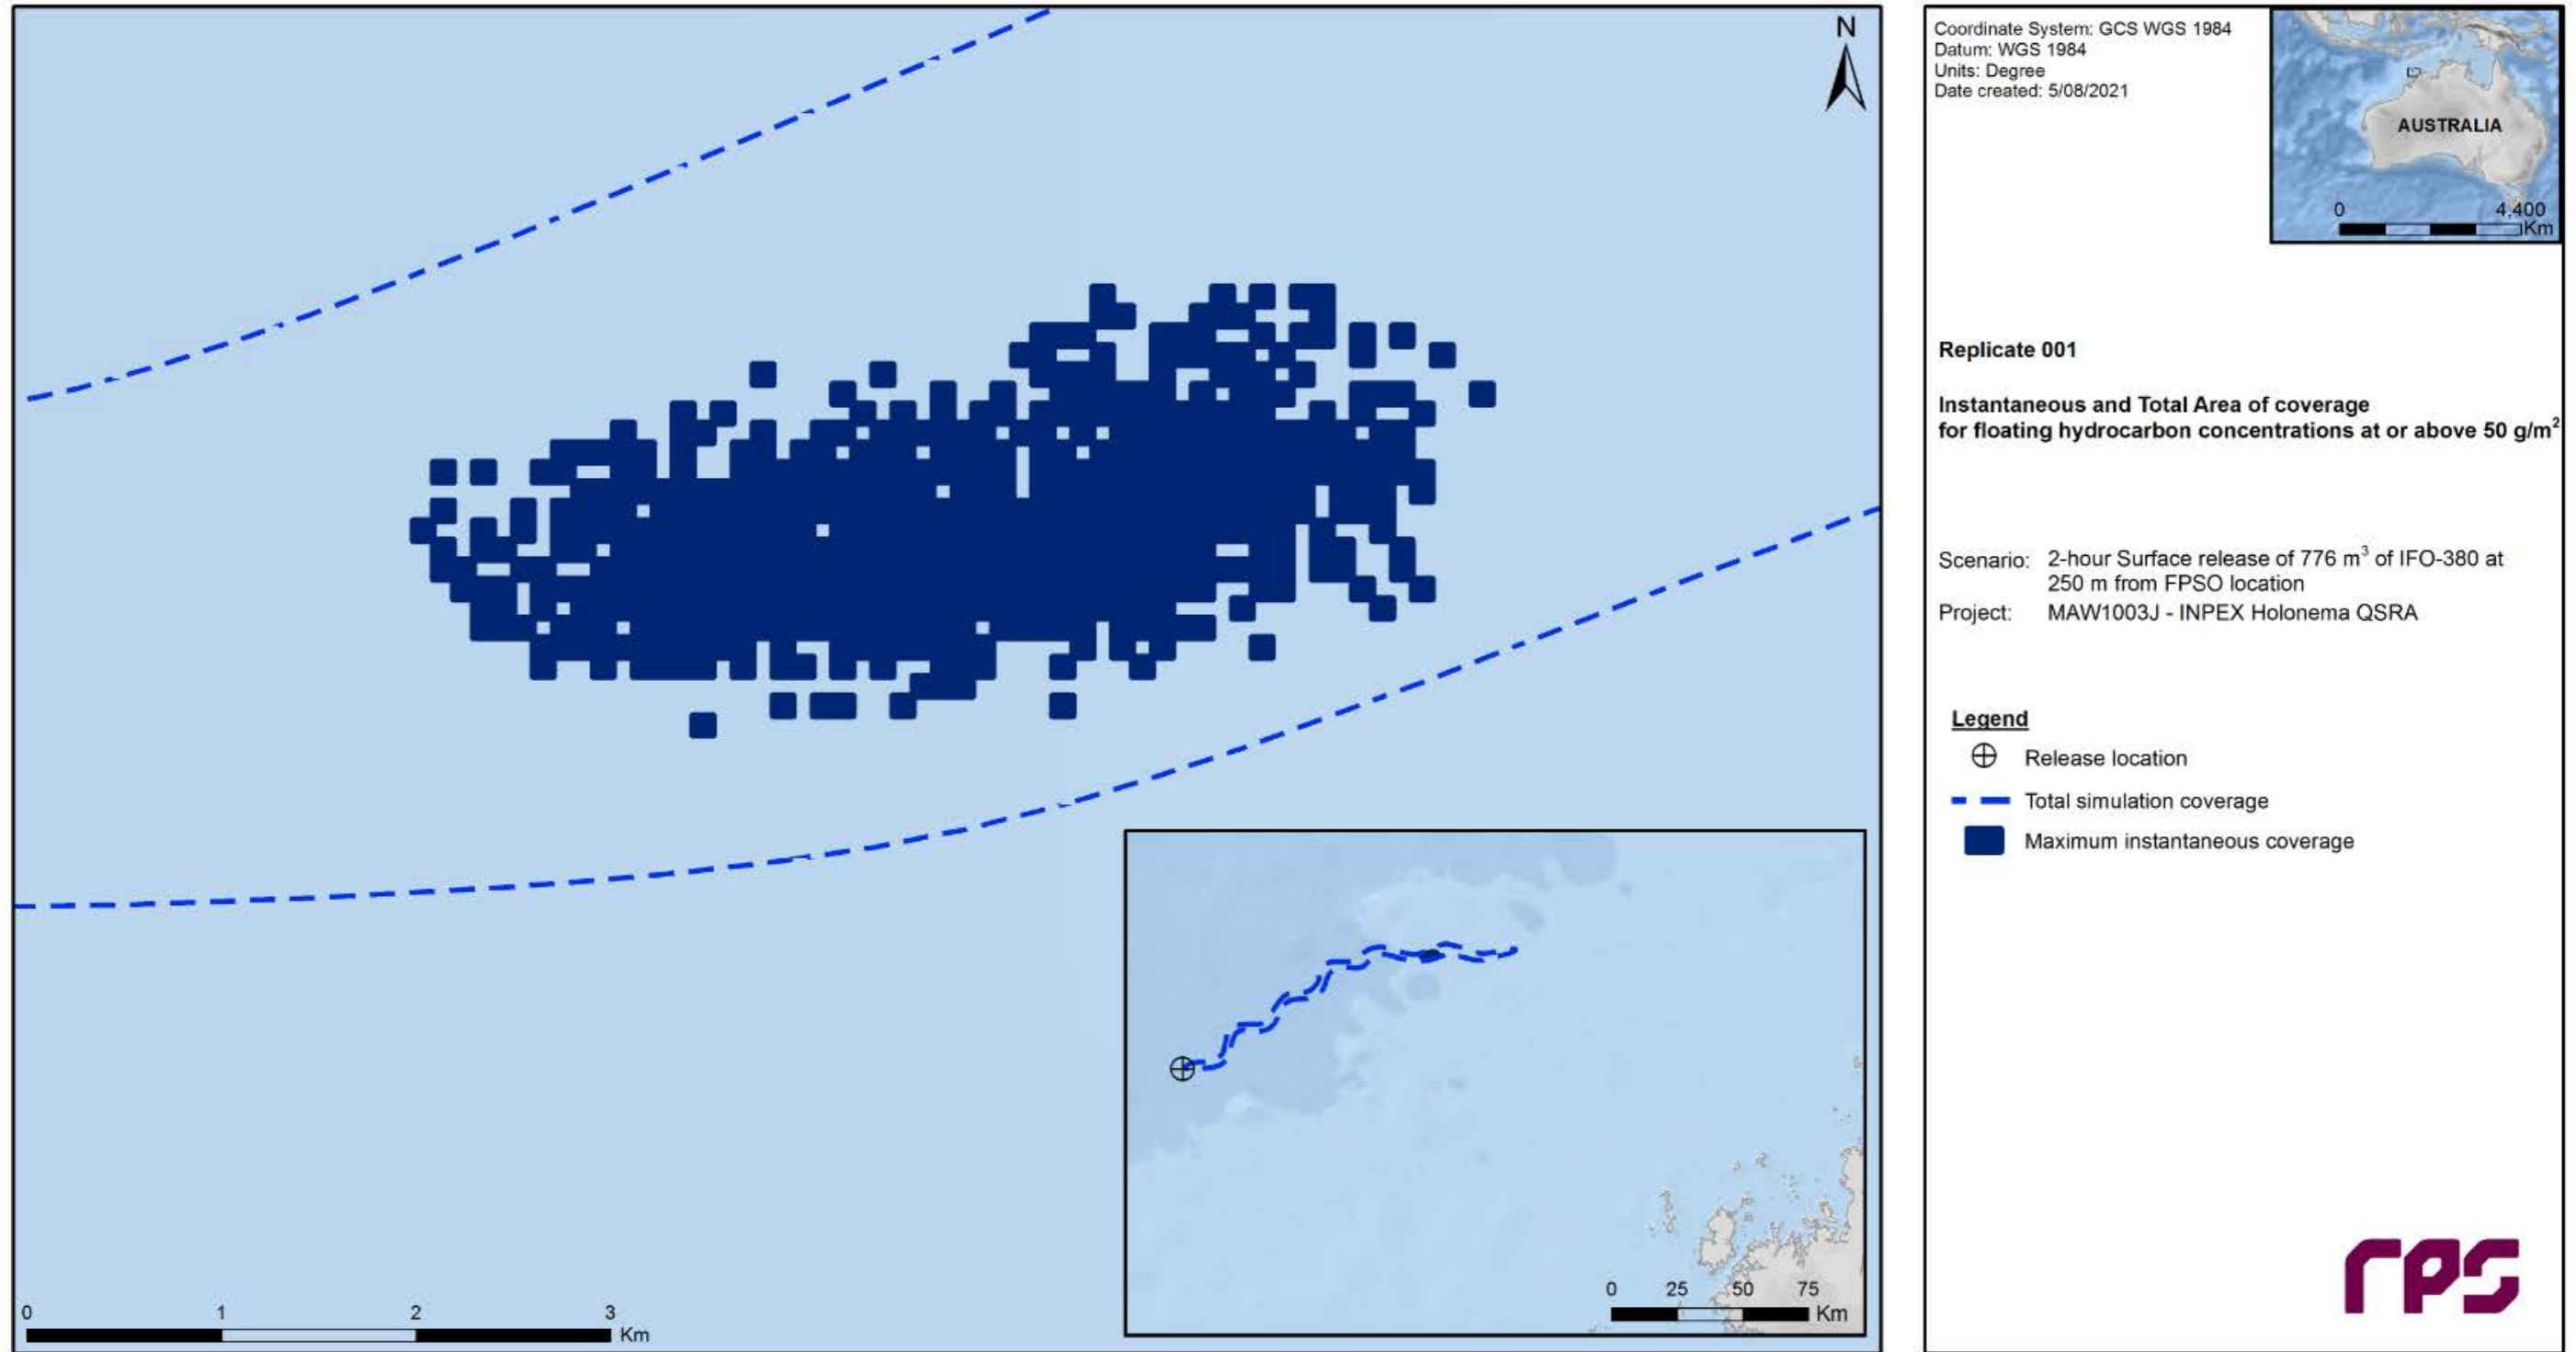 N
0 1 2 3
Km
0 25 50 75
Km
Coordinate System: GCS WGS 1984
Datum: WGS 1984
Units: Degree
Date created: 5/08/2021
AUSTRALIA
0 4,400
Km
Replicate 001
Instantaneous and Total Area of coverage
for floating hydrocarbon concentrations at or above 50 g/m²
Scenario: 2-hour Surface release of 776 m³ of IFO-380 at
250 m from FPSO location
Project: MAW1003J - INPEX Holonema QSRA
Legend
Release location
Total simulation coverage
Maximum instantaneous coverage
rps